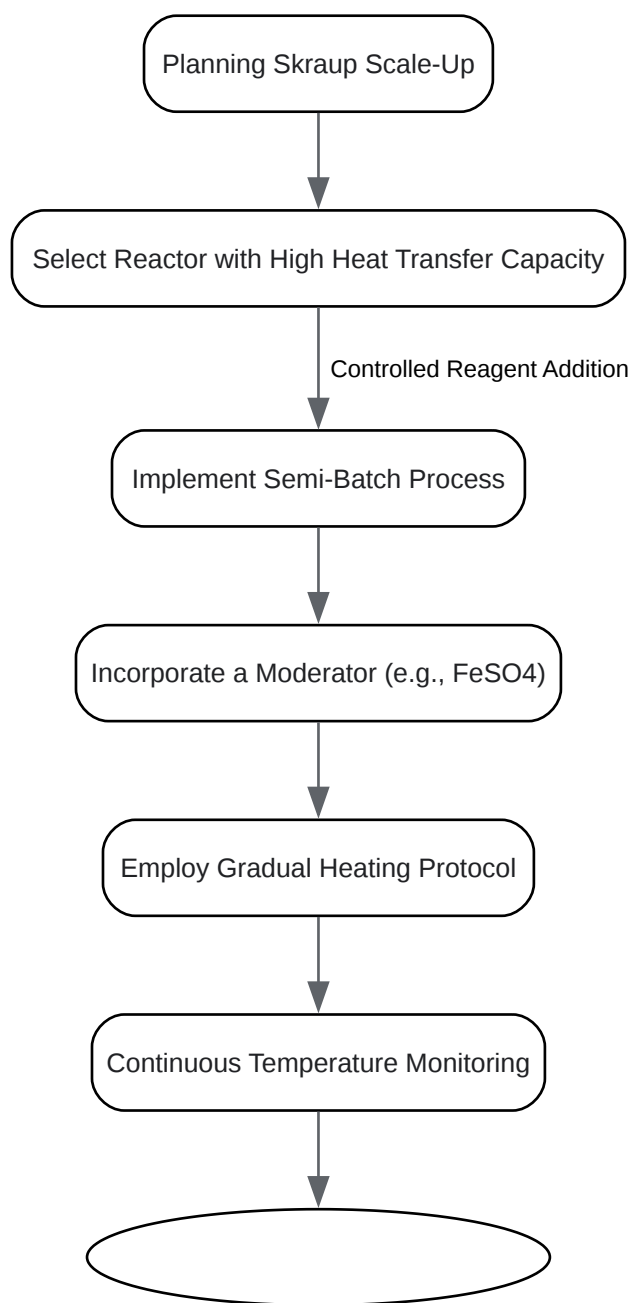 Planning Skraup Scale-Up
Select Reactor with High Heat Transfer Capacity
Controlled Reagent Addition
Implement Semi-Batch Process
Incorporate a Moderator (e.g., FeSO4)
Employ Gradual Heating Protocol
Continuous Temperature Monitoring